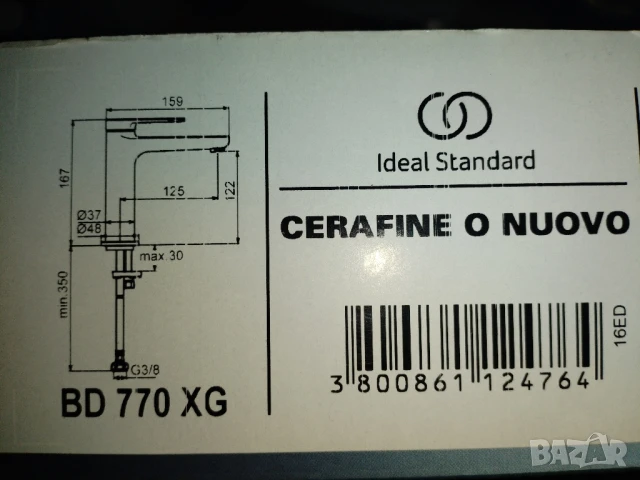 159
167
125
122
Ø37
Ø48
max.30
min.350
G3/8
BD 770 XG
Ideal Standard
CERAFINE O NUOVO
16ED
3 800861 124764
BAZAR